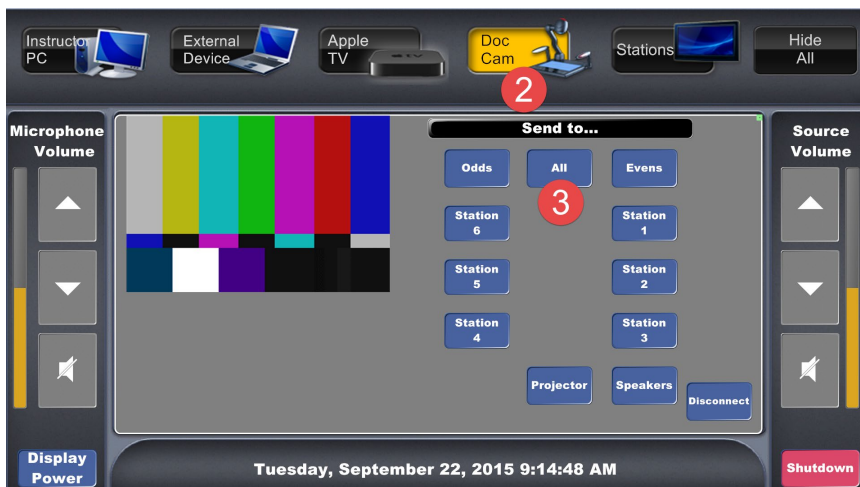 Instructor
PC
External
Device
Apple
TV
Doc
Cam
Stations
Hide
All
2
Microphone
Volume
Send to...
Source
Volume
Odds
All
Evens
3
Station
6
Station
1
Station
5
Station
2
Station
4
Station
3
Projector
Speakers
Disconnect
Display
Power
Tuesday, September 22, 2015 9:14:48 AM
Shutdown